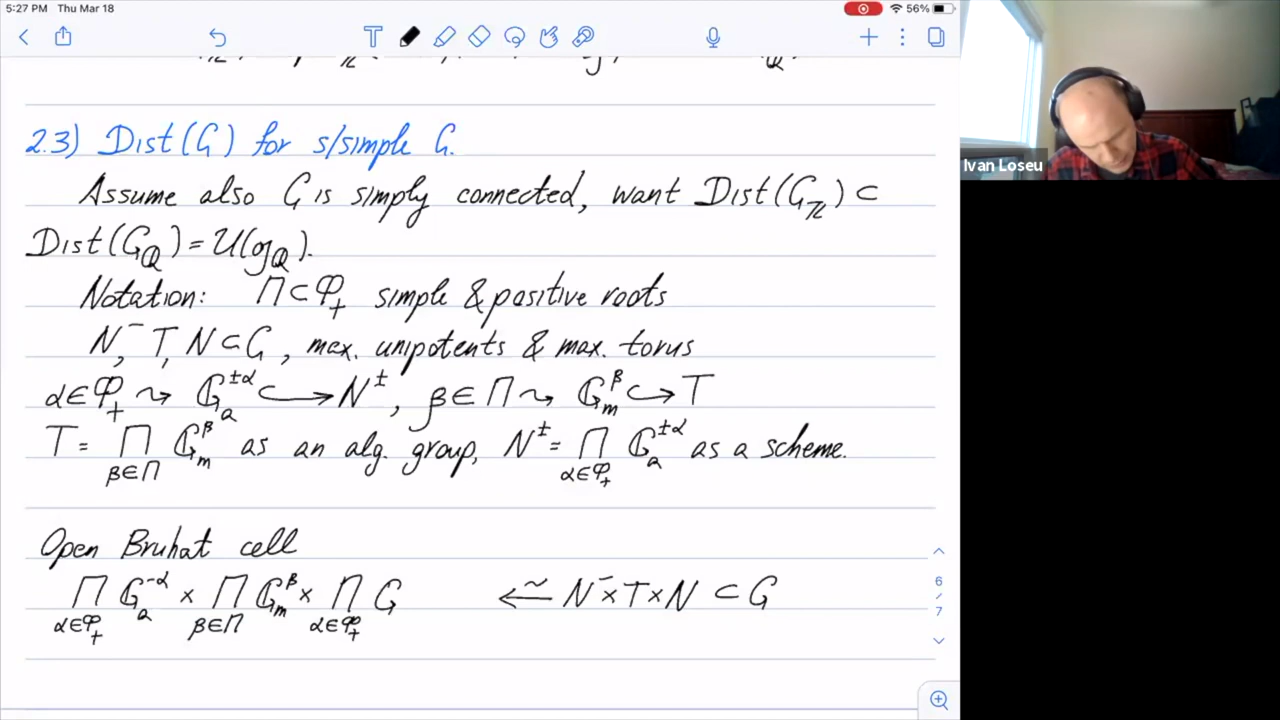 5:27 PM Thu Mar 18
56%
2.3) Dist(G) for s/simple G.
Assume also G is simply connected, want Dist(G_ℤ) ⊂
Dist(G_ℚ) = U(𝔤_ℚ).
Notation: Π ⊂ Φ_+ simple & positive roots
N^-, T, N ⊂ G, max. unipotents & max. torus
α∈Φ_+ ⇝ 𝔾_a^{±α} ↪ N^±, β∈Π ⇝ 𝔾_m^β ↪ T
T = ∏_{β∈Π} 𝔾_m^β as an alg. group, N^± = ∏_{α∈Φ_+} 𝔾_a^{±α} as a scheme.
Open Bruhat cell
∏_{α∈Φ_+} 𝔾_a^{-α} × ∏_{β∈Π} 𝔾_m^β × ∏_{α∈Φ_+} G ⥲ N^- × T × N ⊂ G
6/7
Ivan Loseu